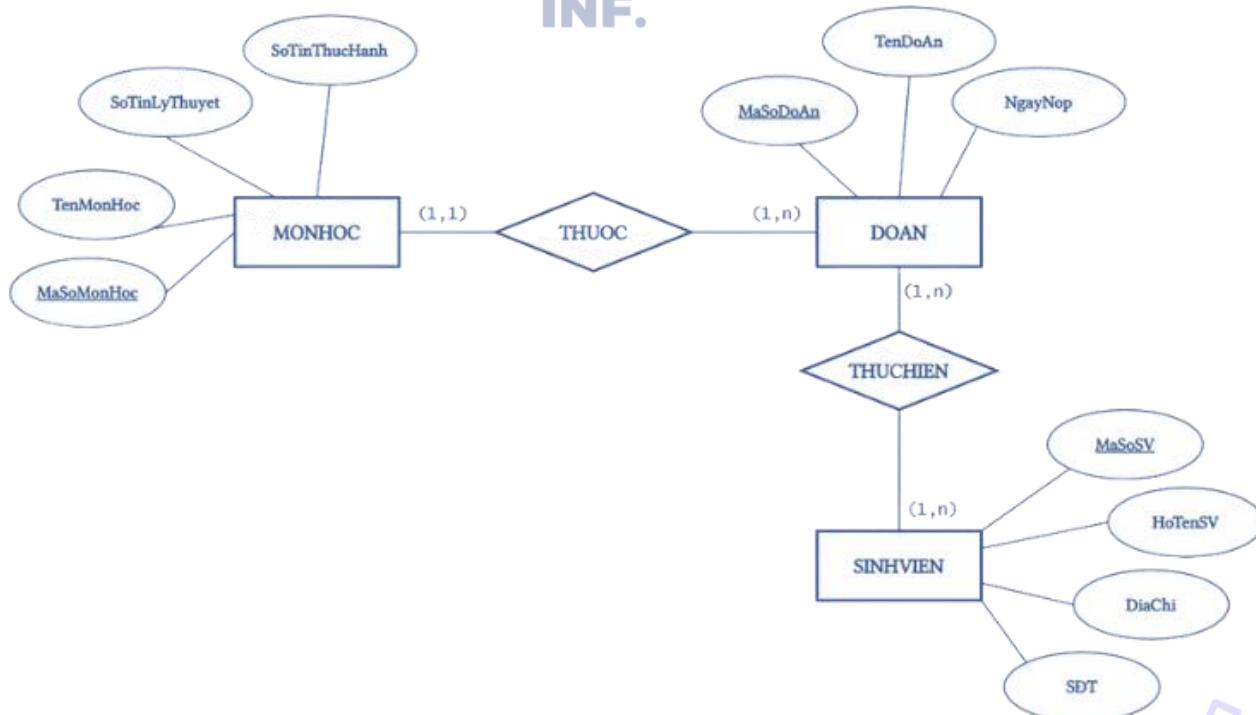 INF.
SoTinThucHanh
SoTinLyThuyet
TenMonHoc
MaSoMonHoc
MONHOC
(1,1)
THUOC
(1,n)
DOAN
MaSoDoAn
TenDoAn
NgayNop
(1,n)
THUCHIEN
(1,n)
SINHVIEN
MaSoSV
HoTenSV
DiaChi
SĐT